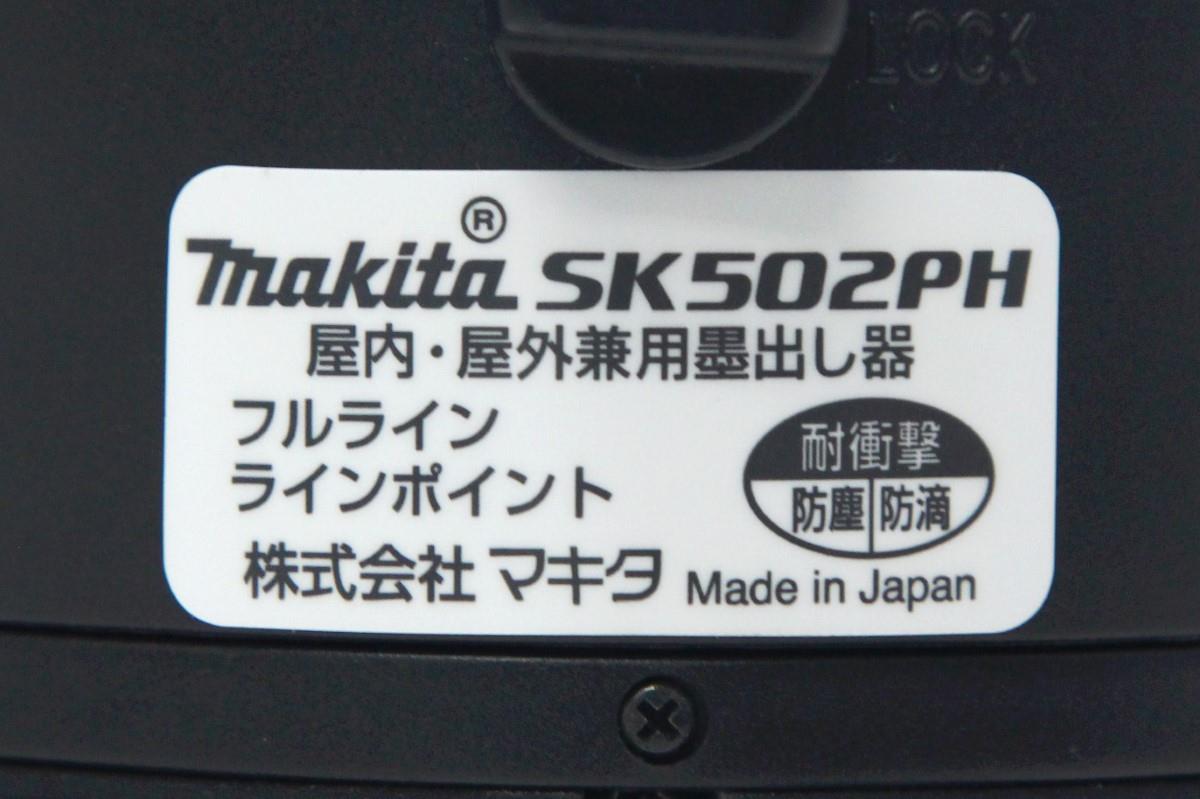 LOCK
makita® SK502PH
屋内・屋外兼用墨出し器
フルライン
ラインポイント
耐衝撃
防塵 防滴
株式会社 マキタ Made in Japan